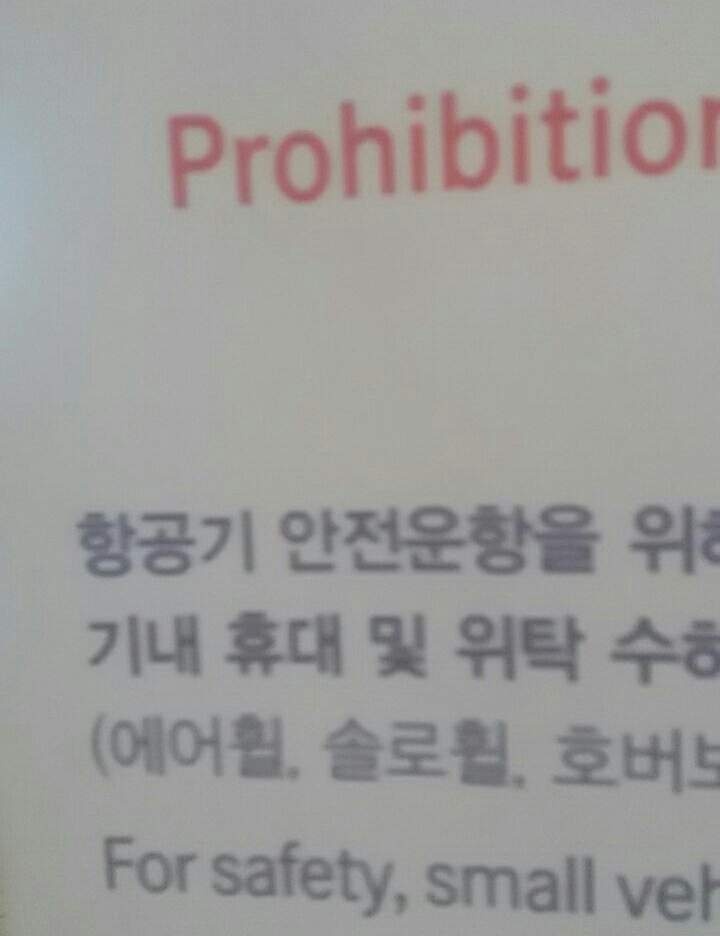 Prohibition
항공기 안전운항을 위해
기내 휴대 및 위탁 수하
(에어휠, 솔로휠, 호버보
For safety, small veh